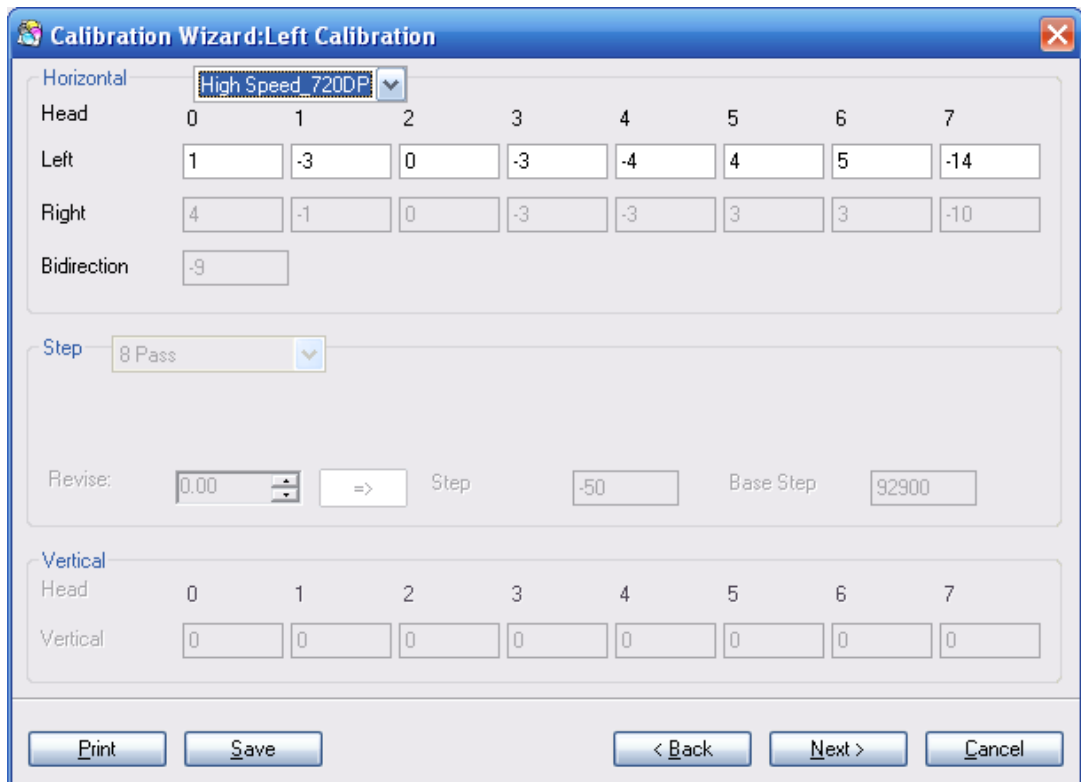 Calibration Wizard:Left Calibration
Horizontal High Speed_720DP
Head 0 1 2 3 4 5 6 7
Left 1 -3 0 -3 -4 4 5 -14
Right 4 -1 0 -3 -3 3 3 -10
Bidirection -9
Step 8 Pass
Revise: 0.00 => Step -50 Base Step 92900
Vertical
Head 0 1 2 3 4 5 6 7
Vertical 0 0 0 0 0 0 0 0
Print Save < Back Next > Cancel